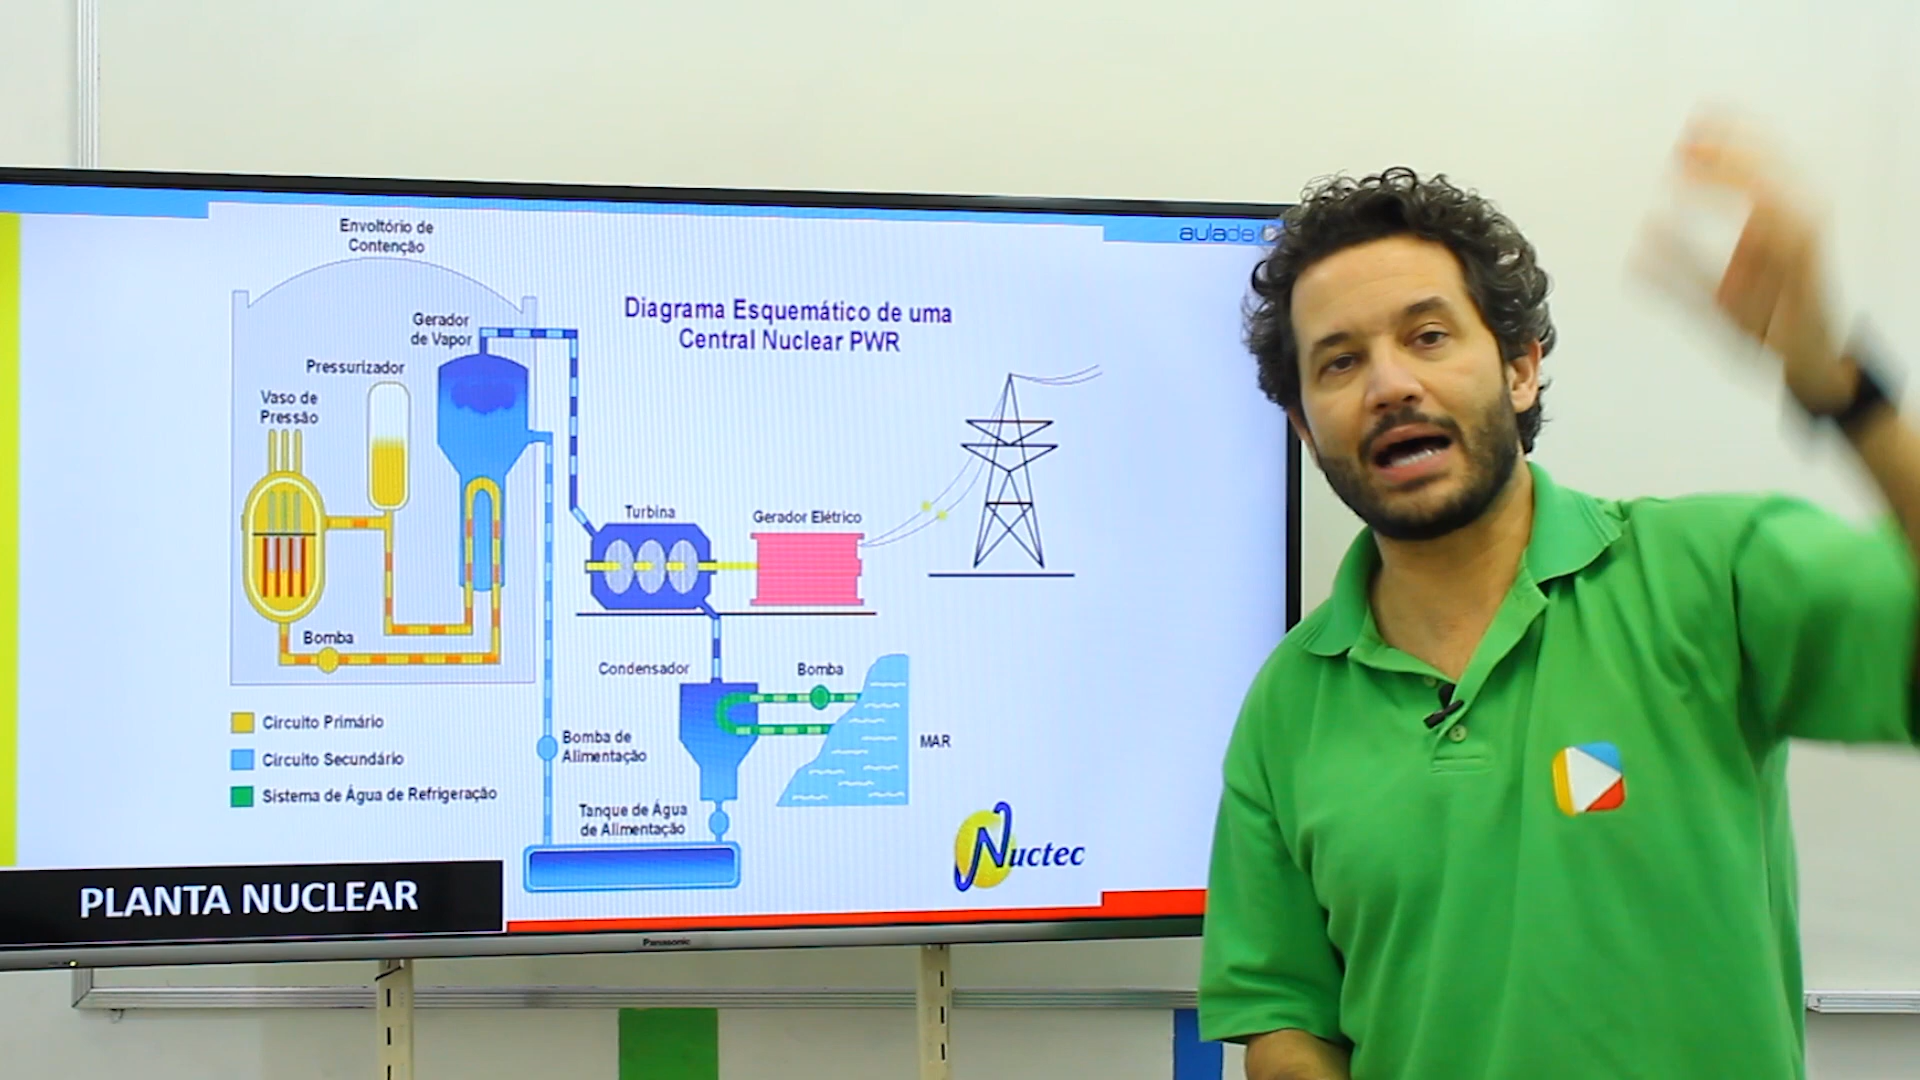 Envoltório de
Contenção
aulade
Diagrama Esquemático de uma
Central Nuclear PWR
Gerador
de Vapor
Pressurizador
Vaso de
Pressão
Turbina
Gerador Elétrico
Bomba
Condensador
Bomba
Circuito Primário
Circuito Secundário
Sistema de Água de Refrigeração
Bomba de
Alimentação
MAR
Tanque de Água
de Alimentação
Nuctec
PLANTA NUCLEAR
Panasonic